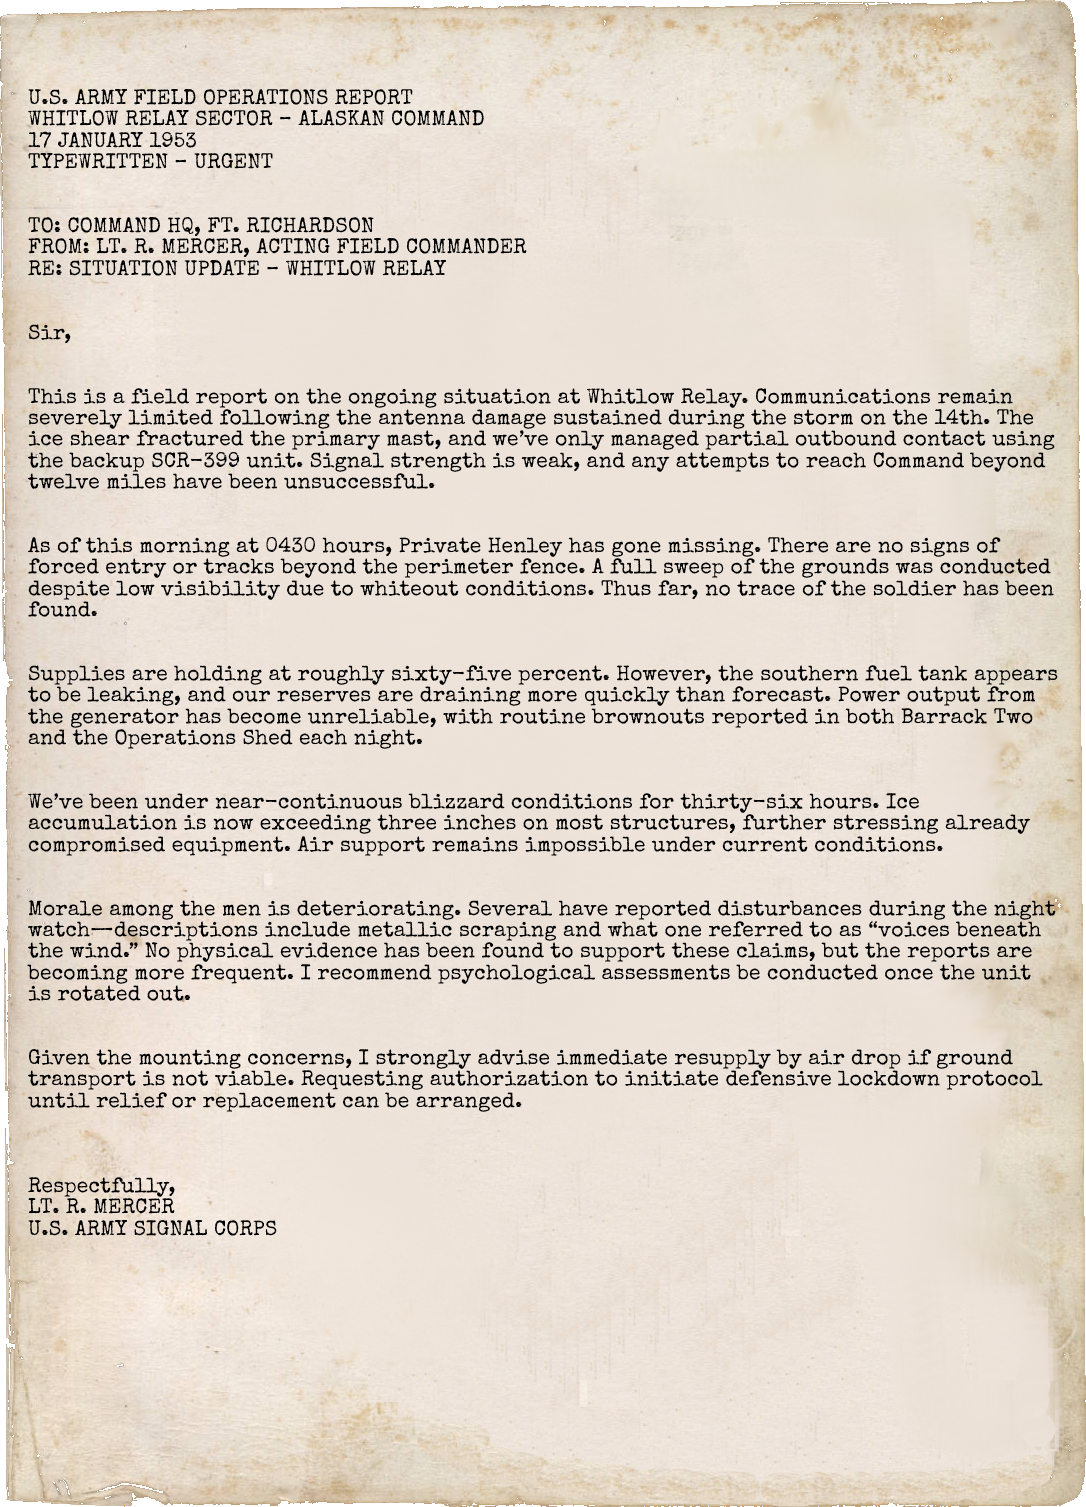 U.S. ARMY FIELD OPERATIONS REPORT
WHITLOW RELAY SECTOR – ALASKAN COMMAND
17 JANUARY 1953
TYPEWRITTEN – URGENT
TO: COMMAND HQ, FT. RICHARDSON
FROM: LT. R. MERCER, ACTING FIELD COMMANDER
RE: SITUATION UPDATE – WHITLOW RELAY
Sir,
This is a field report on the ongoing situation at Whitlow Relay. Communications remain
severely limited following the antenna damage sustained during the storm on the 14th. The
ice shear fractured the primary mast, and we’ve only managed partial outbound contact using
the backup SCR-399 unit. Signal strength is weak, and any attempts to reach Command beyond
twelve miles have been unsuccessful.
As of this morning at 0430 hours, Private Henley has gone missing. There are no signs of
forced entry or tracks beyond the perimeter fence. A full sweep of the grounds was conducted
despite low visibility due to whiteout conditions. Thus far, no trace of the soldier has been
found.
Supplies are holding at roughly sixty-five percent. However, the southern fuel tank appears
to be leaking, and our reserves are draining more quickly than forecast. Power output from
the generator has become unreliable, with routine brownouts reported in both Barrack Two
and the Operations Shed each night.
We’ve been under near-continuous blizzard conditions for thirty-six hours. Ice
accumulation is now exceeding three inches on most structures, further stressing already
compromised equipment. Air support remains impossible under current conditions.
Morale among the men is deteriorating. Several have reported disturbances during the night
watch—descriptions include metallic scraping and what one referred to as “voices beneath
the wind.” No physical evidence has been found to support these claims, but the reports are
becoming more frequent. I recommend psychological assessments be conducted once the unit
is rotated out.
Given the mounting concerns, I strongly advise immediate resupply by air drop if ground
transport is not viable. Requesting authorization to initiate defensive lockdown protocol
until relief or replacement can be arranged.
Respectfully,
LT. R. MERCER
U.S. ARMY SIGNAL CORPS